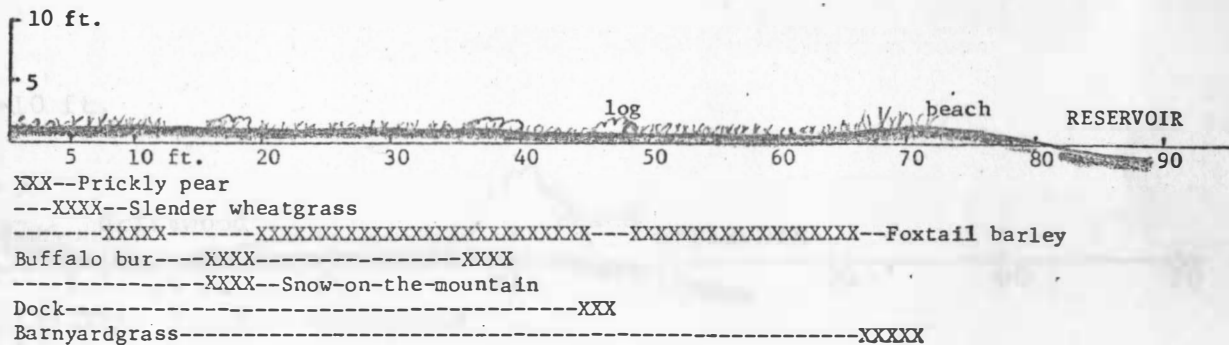 10 ft.
5
log
beach
RESERVOIR
5 10 ft. 20 30 40 50 60 70 80 90
XXX--Prickly pear
---XXXX--Slender wheatgrass
-------XXXXX-------XXXXXXXXXXXXXXXXXXXXXXXXXX---XXXXXXXXXXXXXXXXXX--Foxtail barley
Buffalo bur----XXXX----------------XXXX
---------------XXXX--Snow-on-the-mountain
Dock----------------------------------------XXX
Barnyardgrass-----------------------------------------------------XXXXX